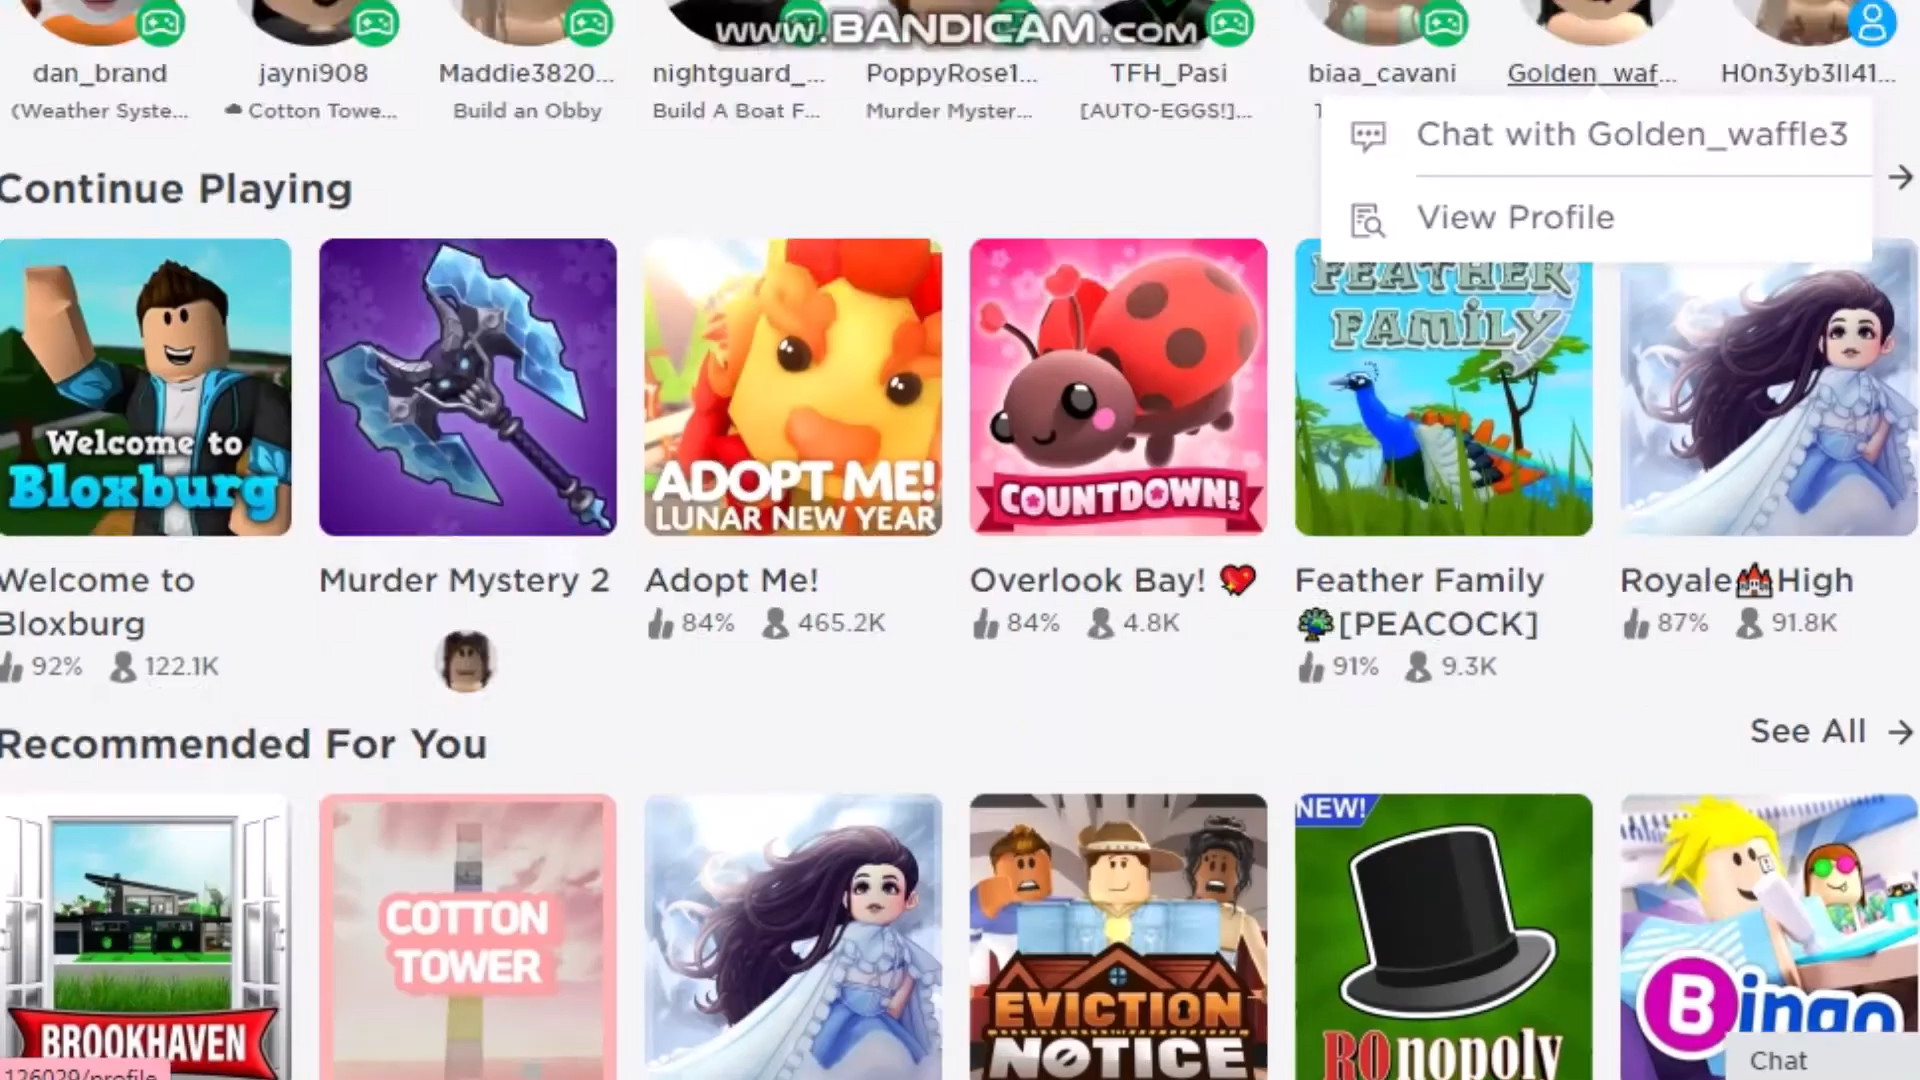 www.BANDICAM.com
dan_brand
jayni908
Maddie3820...
nightguard_...
PoppyRose1...
TFH_Pasi
biaa_cavani
Golden_waf...
H0n3yb3ll41...
(Weather Syste...
Cotton Towe...
Build an Obby
Build A Boat F...
Murder Myster...
[AUTO-EGGS!]...
Chat with Golden_waffle3
View Profile
Continue Playing
Welcome to
Bloxburg
ADOPT ME!
LUNAR NEW YEAR
COUNTDOWN!
FEATHER
FAMILY
Welcome to
Bloxburg
92% 122.1K
Murder Mystery 2
Adopt Me!
84% 465.2K
Overlook Bay! 💖
84% 4.8K
Feather Family
🦚[PEACOCK]
91% 9.3K
Royale🏰High
87% 91.8K
Recommended For You
See All →
BROOKHAVEN
COTTON
TOWER
EVICTION
NOTICE
NEW!
ROnopoly
Bingo
126029/profile
Chat